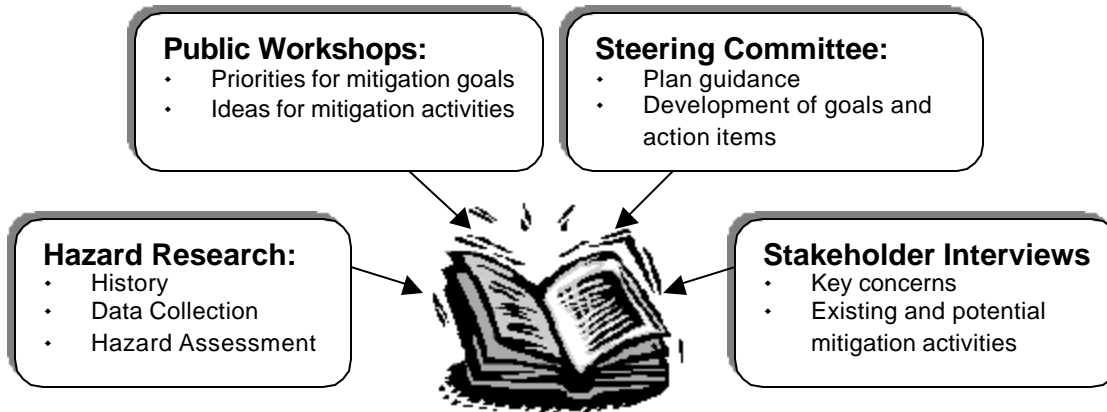 Public Workshops:
· Priorities for mitigation goals
· Ideas for mitigation activities
Steering Committee:
· Plan guidance
· Development of goals and
action items
Hazard Research:
· History
· Data Collection
· Hazard Assessment
Stakeholder Interviews
· Key concerns
· Existing and potential
mitigation activities